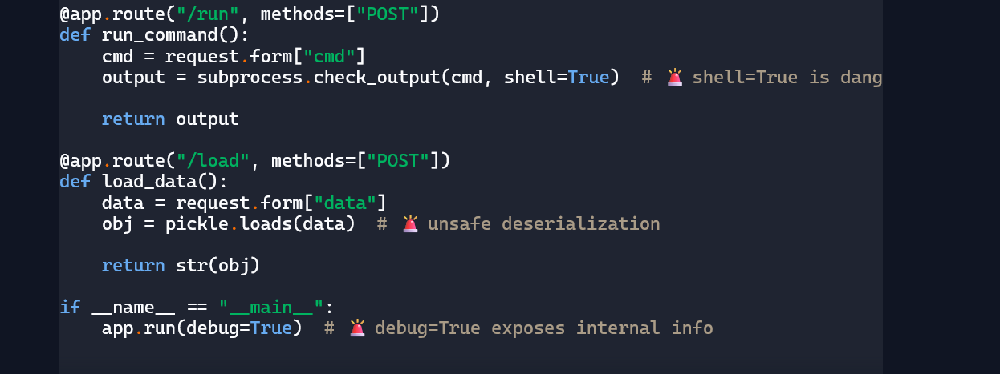 @app.route("/run", methods=["POST"])
def run_command():
    cmd = request.form["cmd"]
    output = subprocess.check_output(cmd, shell=True)  # 🚨 shell=True is dang
    return output
@app.route("/load", methods=["POST"])
def load_data():
    data = request.form["data"]
    obj = pickle.loads(data)  # 🚨 unsafe deserialization
    return str(obj)
if __name__ == "__main__":
    app.run(debug=True)  # 🚨 debug=True exposes internal info